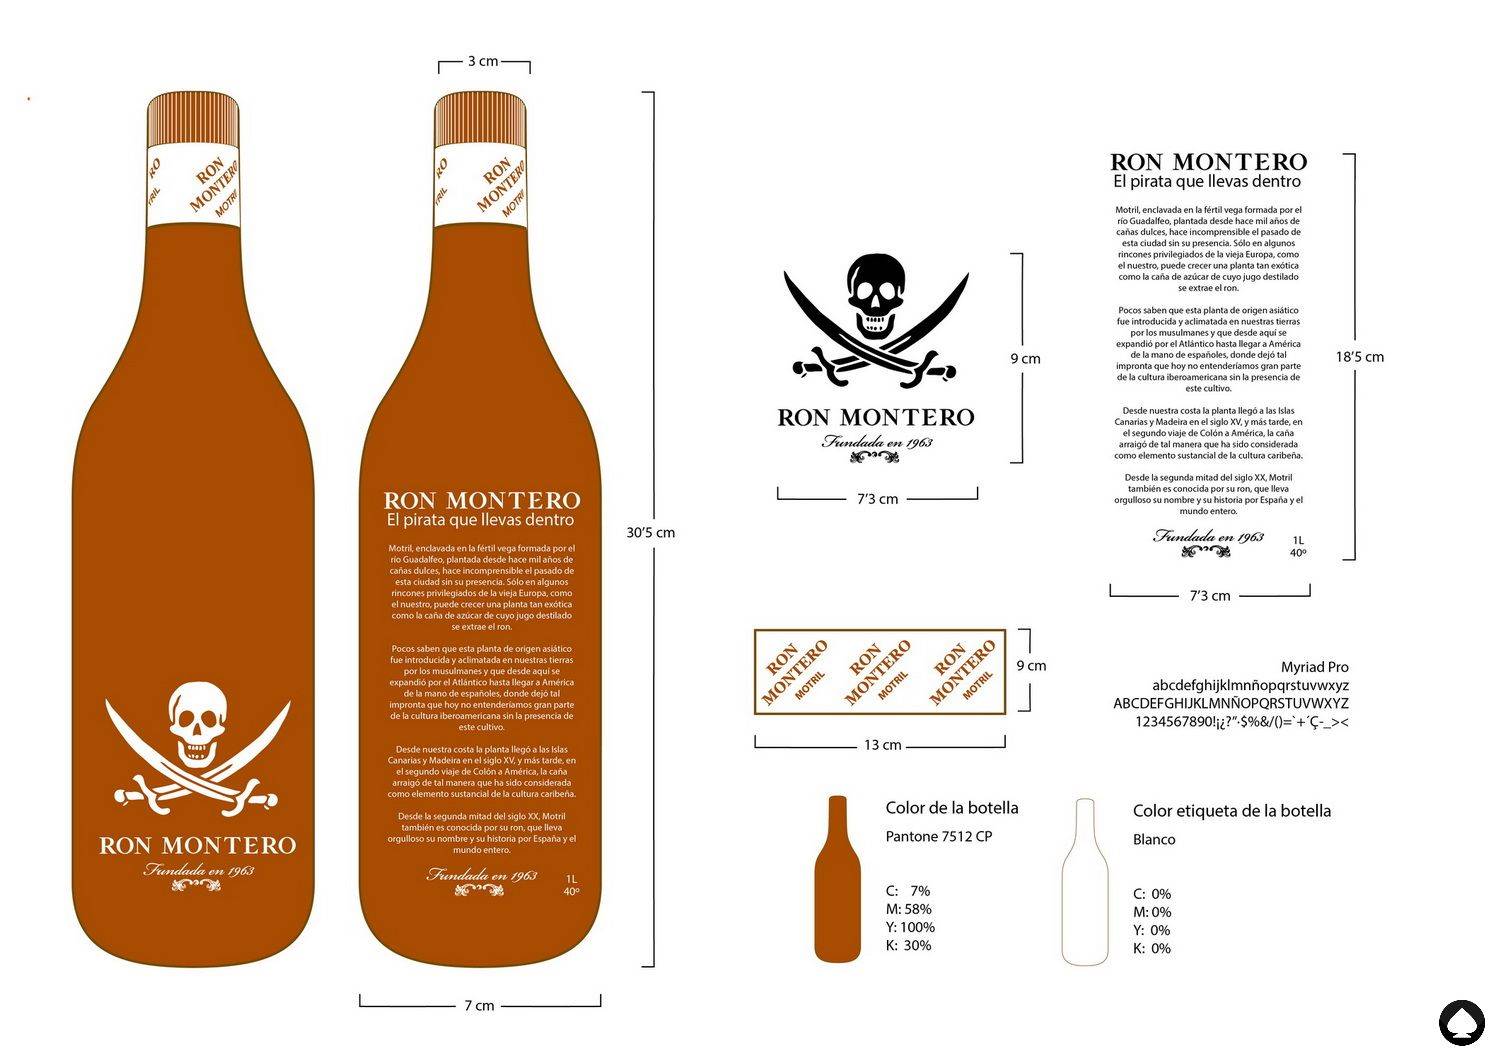 3 cm
RO
TRIL
RON
MONTERO
MOTRI
RO
TRIL
RON
MONTERO
MOTRI
RON MONTERO
Fundada en 1963
RON MONTERO
El pirata que llevas dentro
Motril, enclavada en la fértil vega formada por el
río Guadalfeo, plantada desde hace mil años de
cañas dulces, hace incomprensible el pasado de
esta ciudad sin su presencia. Sólo en algunos
rincones privilegiados de la vieja Europa, como
el nuestro, puede crecer una planta tan exótica
como la caña de azúcar de cuyo jugo destilado
se extrae el ron.
Pocos saben que esta planta de origen asiático
fue introducida y aclimatada en nuestras tierras
por los musulmanes y que desde aquí se
expandió por el Atlántico hasta llegar a América
de la mano de españoles, donde dejó tal
impronta que hoy no entenderíamos gran parte
de la cultura iberoamericana sin la presencia de
este cultivo.
Desde nuestra costa la planta llegó a las Islas
Canarias y Madeira en el siglo XV, y más tarde, en
el segundo viaje de Colón a América, la caña
arraigó de tal manera que ha sido considerada
como elemento sustancial de la cultura caribeña.
Desde la segunda mitad del siglo XX, Motril
también es conocida por su ron, que lleva
orgulloso su nombre y su historia por España y el
mundo entero.
Fundada en 1963
1L
40º
30'5 cm
7 cm
RON MONTERO
Fundada en 1963
9 cm
7'3 cm
RON MONTERO
El pirata que llevas dentro
Motril, enclavada en la fértil vega formada por el
río Guadalfeo, plantada desde hace mil años de
cañas dulces, hace incomprensible el pasado de
esta ciudad sin su presencia. Sólo en algunos
rincones privilegiados de la vieja Europa, como
el nuestro, puede crecer una planta tan exótica
como la caña de azúcar de cuyo jugo destilado
se extrae el ron.
Pocos saben que esta planta de origen asiático
fue introducida y aclimatada en nuestras tierras
por los musulmanes y que desde aquí se
expandió por el Atlántico hasta llegar a América
de la mano de españoles, donde dejó tal
impronta que hoy no entenderíamos gran parte
de la cultura iberoamericana sin la presencia de
este cultivo.
Desde nuestra costa la planta llegó a las Islas
Canarias y Madeira en el siglo XV, y más tarde, en
el segundo viaje de Colón a América, la caña
arraigó de tal manera que ha sido considerada
como elemento sustancial de la cultura caribeña.
Desde la segunda mitad del siglo XX, Motril
también es conocida por su ron, que lleva
orgulloso su nombre y su historia por España y el
mundo entero.
Fundada en 1963
1L
40º
18'5 cm
7'3 cm
RON
MONTERO
MOTRIL
RON
MONTERO
MOTRIL
RON
MONTERO
MOTRIL
9 cm
13 cm
Myriad Pro
abcdefghijklmnñopqrstuvwxyz
ABCDEFGHIJKLMNÑOPQRSTUVWXYZ
1234567890!¡¿?"·$%&/()=`+´Ç-_><
Color de la botella
Pantone 7512 CP
C: 7%
M: 58%
Y: 100%
K: 30%
Color etiqueta de la botella
Blanco
C: 0%
M: 0%
Y: 0%
K: 0%